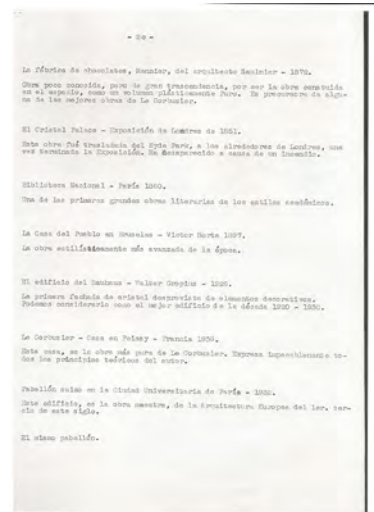 - 20 -
La fábrica de chocolates, Meunier, del arquitecto Saulnier - 1872.
Obra poco conocida, pero de gran trascendencia, por ser la obra construida
en el espacio, como un volumen plásticamente Puro. Es precursora de algu-
na de las mejores obras de Le Corbusier.
El Cristal Palace - Exposición de Londres de 1851.
Esta obra fué trasladada del Hyde Park, a los alrededores de Londres, una
vez terminada la Exposición. Ha desaparecido a causa de un incendio.
Biblioteca Nacional - París 1860.
Una de las primeras grandes obras literarias de los estilos académicos.
La Casa del Pueblo en Bruselas - Victor Horta 1897.
La obra estilísticamente más avanzada de la época.
El edificio del Bauhaus - Walter Gropius - 1926.
La primera fachada de cristal desprovista de elementos decorativos.
Podemos considerarlo como el mejor edificio de la década 1920 - 1930.
Le Corbusier - Casa en Poissy - Francia
Esta casa, es la obra más pura de Le Corbusier. Expresa impecablemente to-
dos los principios teóricos del autor.
Pabellón suizo en la Ciudad Universitaria de París -
Este edificio, es la obra maestra, de la Arquitectura Europea del 1er. ter-
cio de este siglo.
El mismo pabellón.